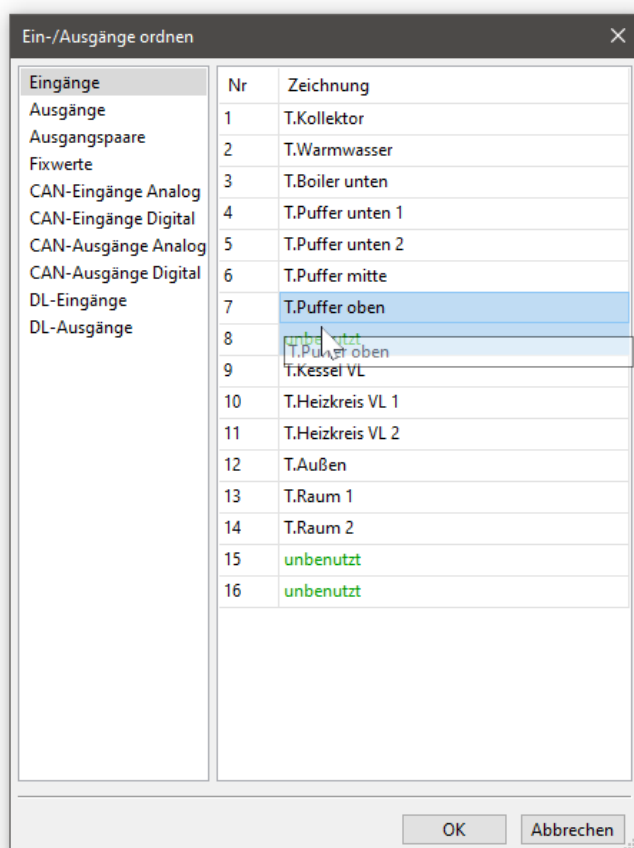 Ein-/Ausgänge ordnen
Eingänge
Ausgänge
Ausgangspaare
Fixwerte
CAN-Eingänge Analog
CAN-Eingänge Digital
CAN-Ausgänge Analog
CAN-Ausgänge Digital
DL-Eingänge
DL-Ausgänge
Nr Zeichnung
1 T.Kollektor
2 T.Warmwasser
3 T.Boiler unten
4 T.Puffer unten 1
5 T.Puffer unten 2
6 T.Puffer mitte
7 T.Puffer oben
8 unbenutzt
T.Puffer oben
9 T.Kessel VL
10 T.Heizkreis VL 1
11 T.Heizkreis VL 2
12 T.Außen
13 T.Raum 1
14 T.Raum 2
15 unbenutzt
16 unbenutzt
OK Abbrechen